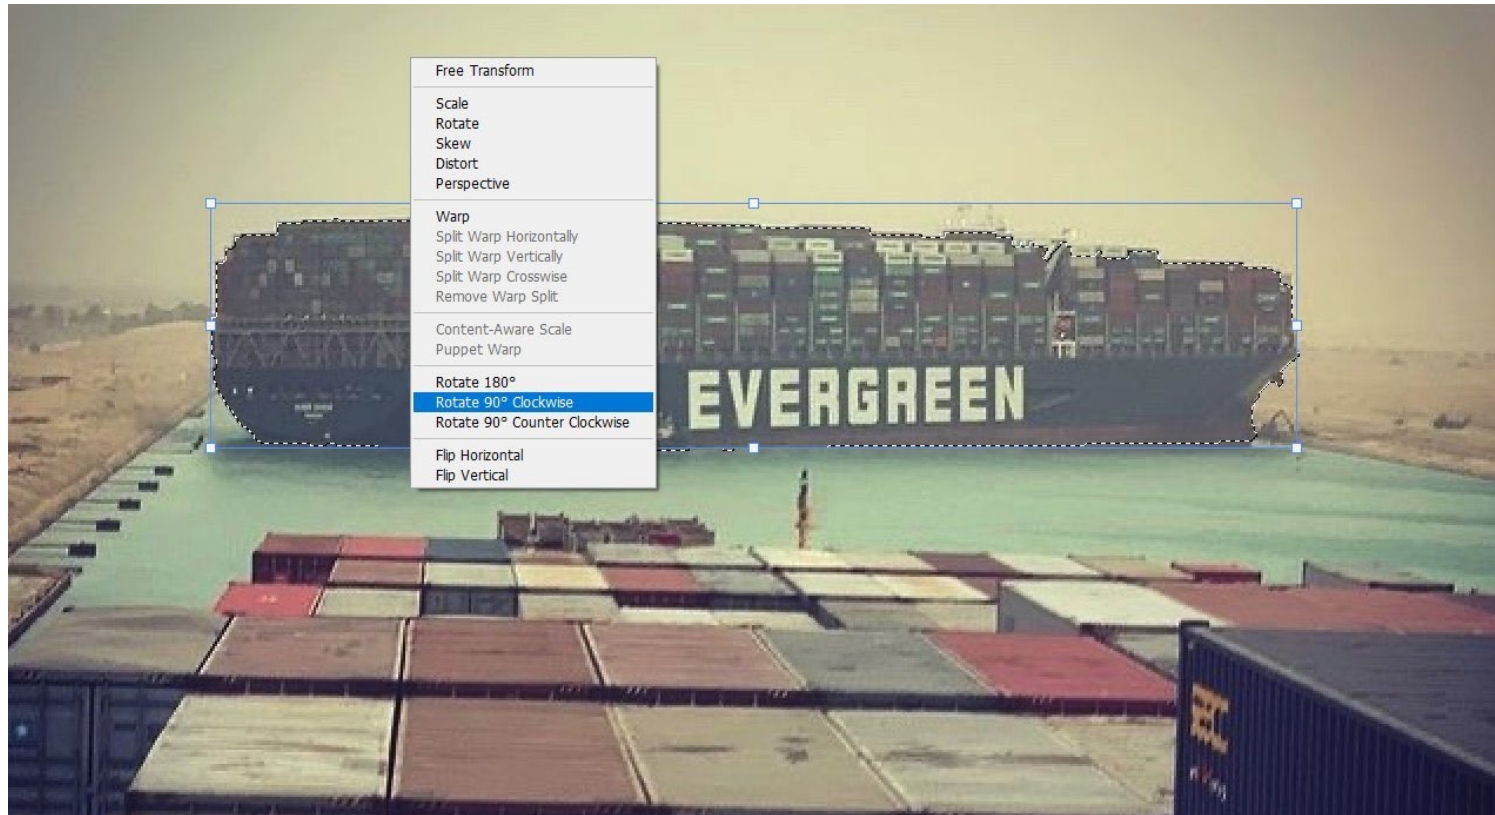 Free Transform
Scale
Rotate
Skew
Distort
Perspective
Warp
Split Warp Horizontally
Split Warp Vertically
Split Warp Crosswise
Remove Warp Split
Content-Aware Scale
Puppet Warp
Rotate 180°
Rotate 90° Clockwise
Rotate 90° Counter Clockwise
Flip Horizontal
Flip Vertical
EVERGREEN